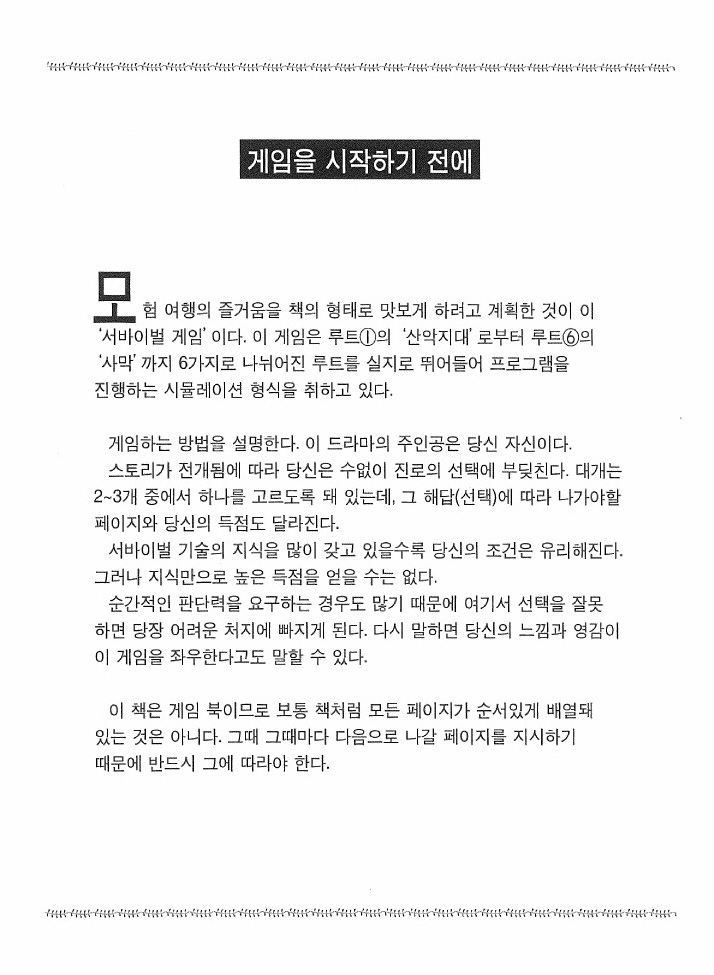 게임을 시작하기 전에
모험 여행의 즐거움을 책의 형태로 맛보게 하려고 계획한 것이 이
‘서바이벌 게임’이다. 이 게임은 루트①의 ‘산악지대’로부터 루트⑥의
‘사막’까지 6가지로 나뉘어진 루트를 실지로 뛰어들어 프로그램을
진행하는 시뮬레이션 형식을 취하고 있다.
게임하는 방법을 설명한다. 이 드라마의 주인공은 당신 자신이다.
스토리가 전개됨에 따라 당신은 수없이 진로의 선택에 부딪친다. 대개는
2~3개 중에서 하나를 고르도록 돼 있는데, 그 해답(선택)에 따라 나가야할
페이지와 당신의 득점도 달라진다.
서바이벌 기술의 지식을 많이 갖고 있을수록 당신의 조건은 유리해진다.
그러나 지식만으로 높은 득점을 얻을 수는 없다.
순간적인 판단력을 요구하는 경우도 많기 때문에 여기서 선택을 잘못
하면 당장 어려운 처지에 빠지게 된다. 다시 말하면 당신의 느낌과 영감이
이 게임을 좌우한다고도 말할 수 있다.
이 책은 게임 북이므로 보통 책처럼 모든 페이지가 순서있게 배열돼
있는 것은 아니다. 그때 그때마다 다음으로 나갈 페이지를 지시하기
때문에 반드시 그에 따라야 한다.